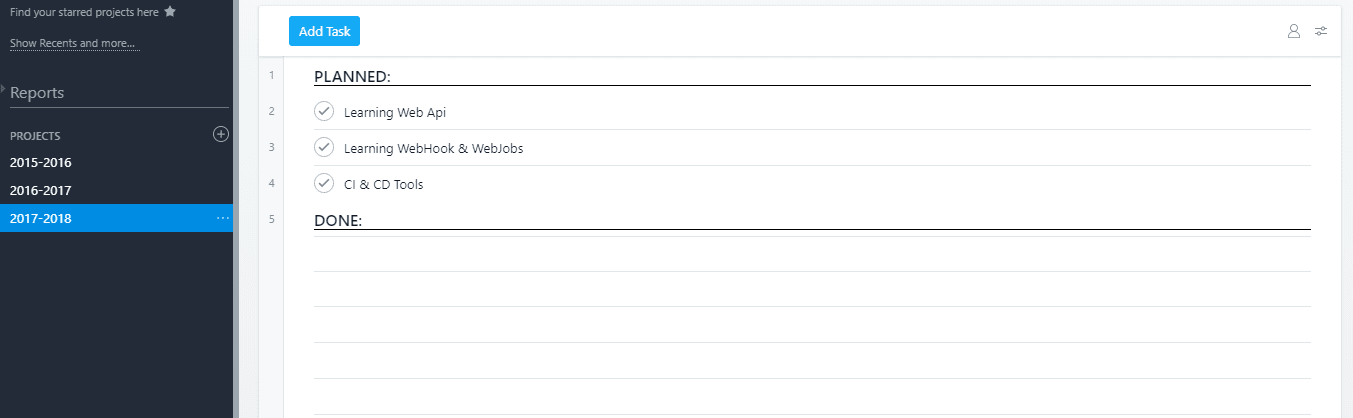 Find your starred projects here
Show Recents and more...
Reports
PROJECTS
2015-2016
2016-2017
2017-2018
Add Task
1 PLANNED:
2 Learning Web Api
3 Learning WebHook & WebJobs
4 CI & CD Tools
5 DONE: